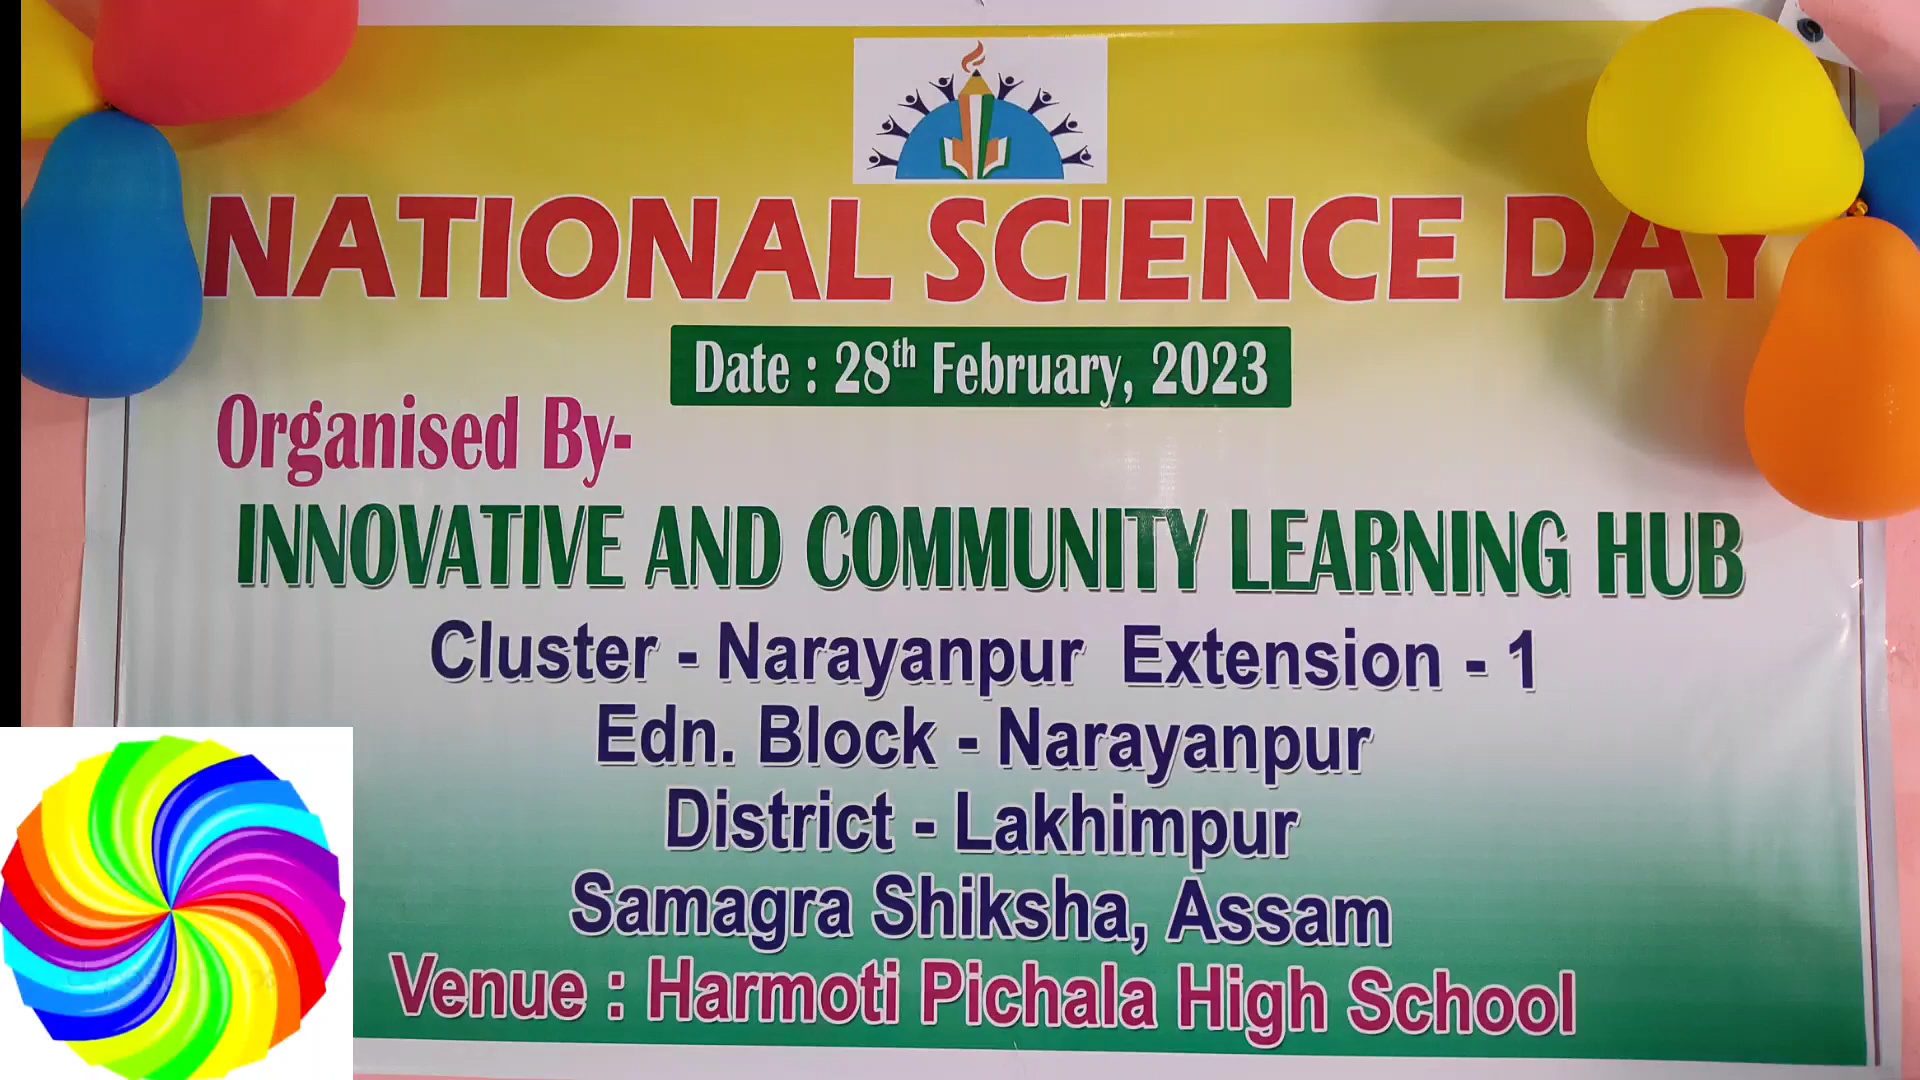 NATIONAL SCIENCE DAY
Date : 28th February, 2023
Organised By-
INNOVATIVE AND COMMUNITY LEARNING HUB
Cluster - Narayanpur Extension - 1
Edn. Block - Narayanpur
District - Lakhimpur
Samagra Shiksha, Assam
Venue : Harmoti Pichala High School